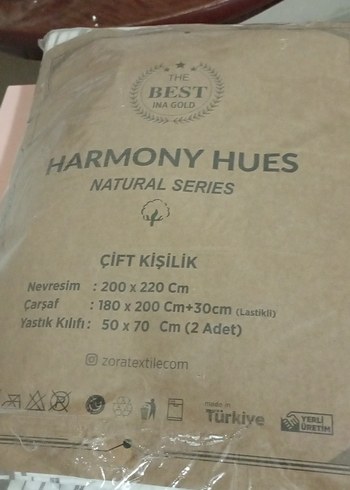 THE
BEST
INA GOLD
HARMONY HUES
NATURAL SERIES
ÇİFT KİŞİLİK
Nevresim : 200 x 220 Cm
Çarşaf : 180 x 200 Cm+30cm (Lastikli)
Yastık Kılıfı : 50 x 70 Cm (2 Adet)
zoratextilecom
made in
Türkiye
YERLİ
ÜRETİM